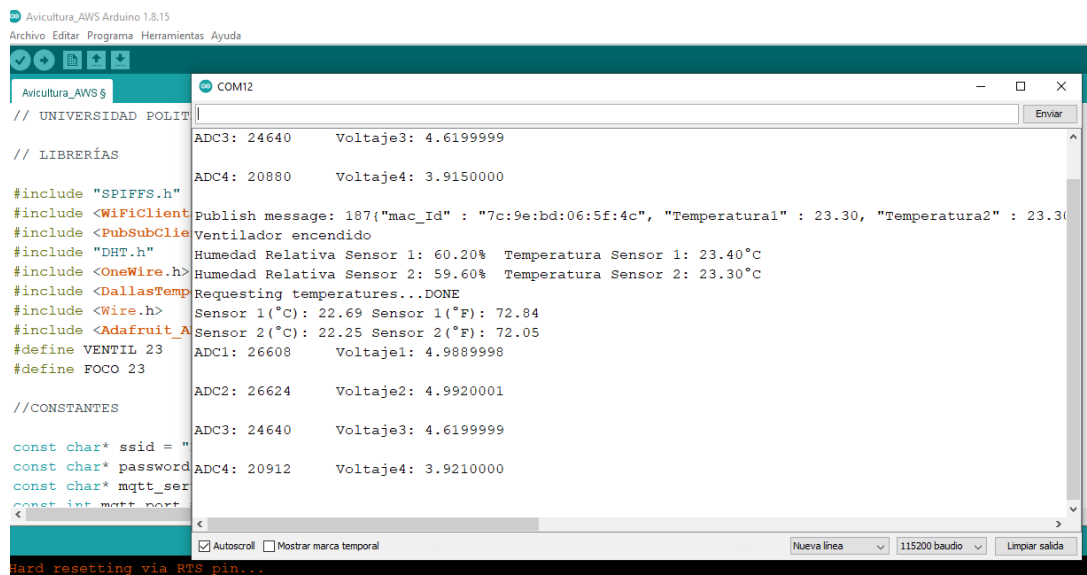 Avicultura_AWS Arduino 1.8.15
Archivo Editar Programa Herramientas Ayuda
Avicultura_AWS §
// UNIVERSIDAD POLIT
// LIBRERÍAS
#include "SPIFFS.h"
#include <WiFiClient
#include <PubSubClie
#include "DHT.h"
#include <OneWire.h>
#include <DallasTemp
#include <Wire.h>
#include <Adafruit_A
#define VENTIL 23
#define FOCO 23
//CONSTANTES
const char* ssid = "
const char* password
const char* mqtt_ser
const int mqtt_port
COM12
Enviar
ADC3: 24640 Voltaje3: 4.6199999
ADC4: 20880 Voltaje4: 3.9150000
Publish message: 187{"mac_Id" : "7c:9e:bd:06:5f:4c", "Temperatura1" : 23.30, "Temperatura2" : 23.30
Ventilador encendido
Humedad Relativa Sensor 1: 60.20% Temperatura Sensor 1: 23.40°C
Humedad Relativa Sensor 2: 59.60% Temperatura Sensor 2: 23.30°C
Requesting temperatures...DONE
Sensor 1(°C): 22.69 Sensor 1(°F): 72.84
Sensor 2(°C): 22.25 Sensor 2(°F): 72.05
ADC1: 26608 Voltaje1: 4.9889998
ADC2: 26624 Voltaje2: 4.9920001
ADC3: 24640 Voltaje3: 4.6199999
ADC4: 20912 Voltaje4: 3.9210000
Autoscroll Mostrar marca temporal Nueva línea 115200 baudio Limpiar salida
Hard resetting via RTS pin...